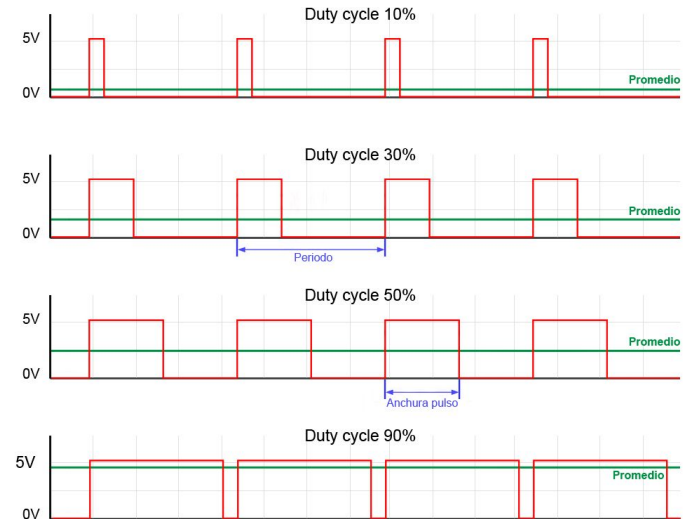 Duty cycle 10%
5V
Promedio
0V
Duty cycle 30%
5V
Promedio
0V
Periodo
Duty cycle 50%
5V
Promedio
0V
Anchura pulso
Duty cycle 90%
5V
Promedio
0V